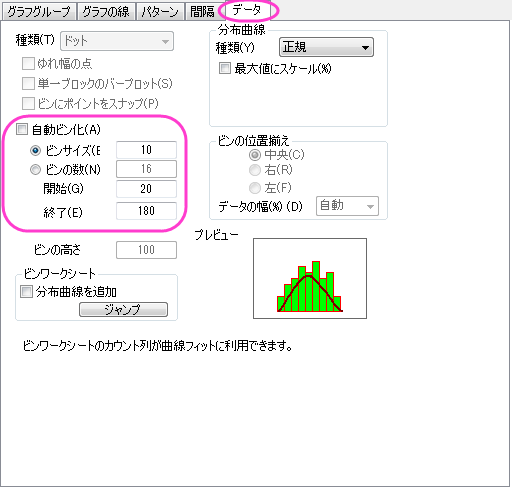 グラフグループ グラフの線 パターン 間隔 データ
種類(T) ドット
ゆれ幅の点
単一ブロックのバープロット(S)
ビンにポイントをスナップ(P)
自動ビン化(A)
ビンサイズ(E 10
ビンの数(N) 16
開始(G) 20
終了(E) 180
ビンの高さ 100
ビンワークシート
分布曲線を追加
ジャンプ
分布曲線
種類(Y) 正規
最大値にスケール(%)
ビンの位置揃え
中央(C)
右(R)
左(F)
データの幅(%) (D) 自動
プレビュー
ビンワークシートのカウント列が曲線フィットに利用できます。